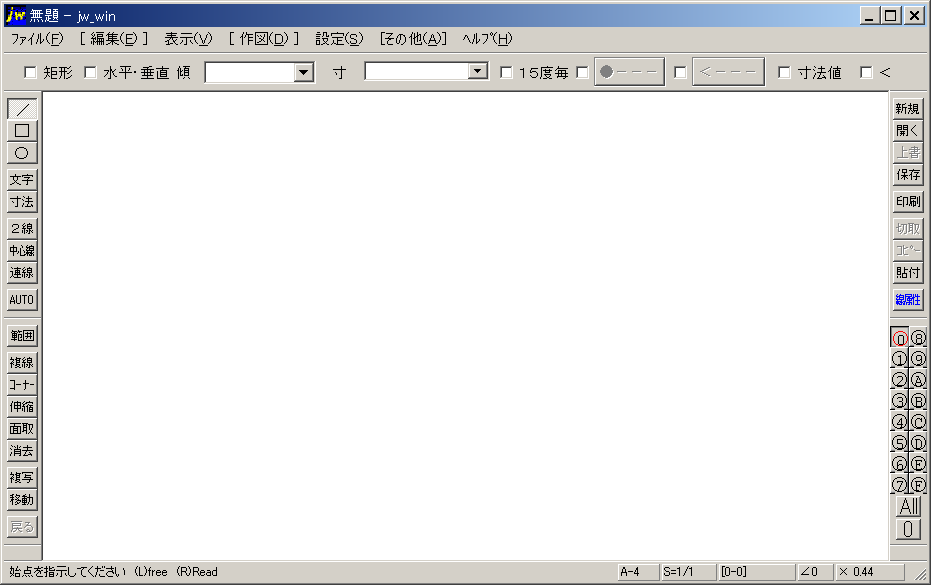 jw 無題 - jw_win
ﾌｧｲﾙ(F) [ 編集(E) ] 表示(V) [ 作図(D) ] 設定(S) [その他(A)] ﾍﾙﾌﾟ(H)
矩形 水平・垂直 傾 寸 １５度毎 ●－－－ ＜－－－ 寸法値 ＜
／
□
○
文字
寸法
２線
中心線
連線
AUTO
範囲
複線
ｺｰﾅｰ
伸縮
面取
消去
複写
移動
戻る
新規
開く
上書
保存
印刷
切取
ｺﾋﾟｰ
貼付
線属性
0 8
1 9
2 A
3 B
4 C
5 D
6 E
7 F
All
0
始点を指示してください (L)free (R)Read A-4 S=1/1 [0-0] ∠0 × 0.44